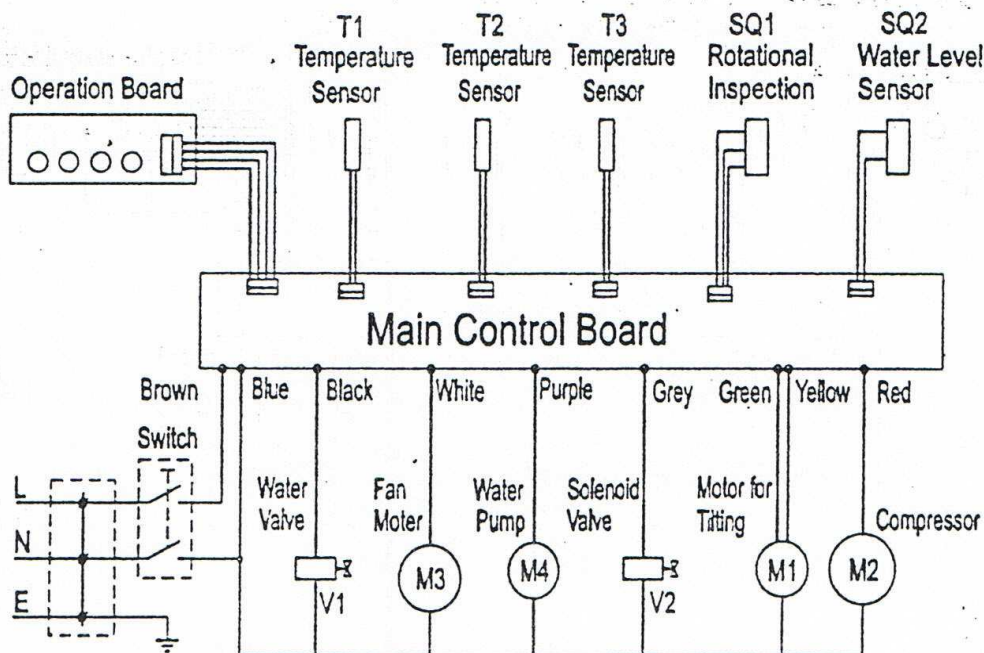 Operation Board
T1
Temperature
Sensor
T2
Temperature
Sensor
T3
Temperature
Sensor
SQ1
Rotational
Inspection
SQ2
Water Level
Sensor
Main Control Board
Brown
Blue
Black
White
Purple
Grey
Green
Yellow
Red
Switch
L
N
E
Water
Valve
V1
Fan
Moter
M3
Water
Pump
M4
Solenoid
Valve
V2
Motor for
Titting
M1
Compressor
M2